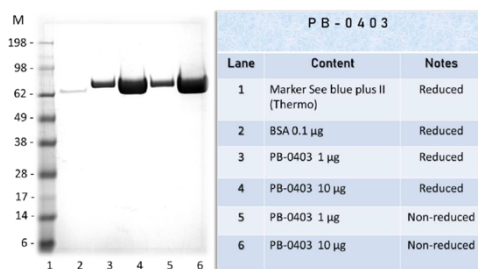 M
198 -
98 -
62 -
49 -
38 -
28 -
17 -
14 -
6 -
1 2 3 4 5 6
PB-0403
Lane Content Notes
1 Marker See blue plus II (Thermo) Reduced
2 BSA 0.1 µg Reduced
3 PB-0403 1 µg Reduced
4 PB-0403 10 µg Reduced
5 PB-0403 1 µg Non-reduced
6 PB-0403 10 µg Non-reduced